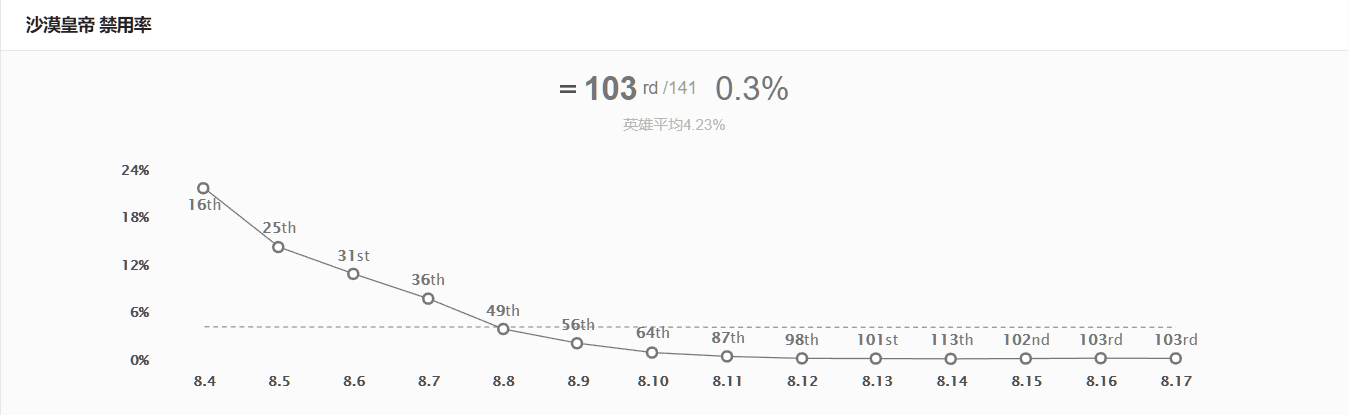 沙漠皇帝 禁用率
= 103 rd /141 0.3%
英雄平均4.23%
24%
18%
12%
6%
0%
16th
25th
31st
36th
49th
56th
64th
87th
98th
101st
113th
102nd
103rd
103rd
8.4 8.5 8.6 8.7 8.8 8.9 8.10 8.11 8.12 8.13 8.14 8.15 8.16 8.17